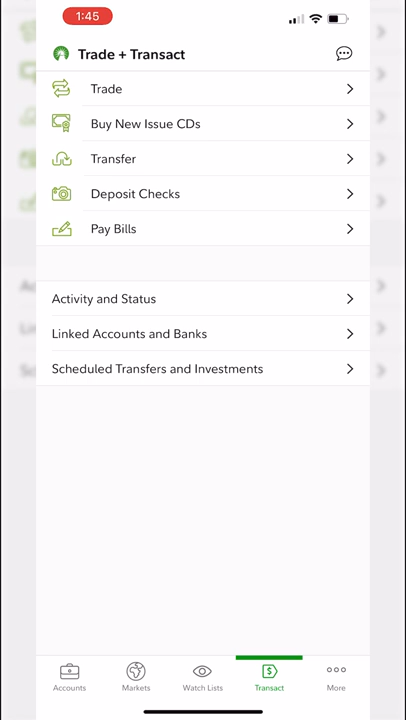 1:45
Trade + Transact
Trade
Buy New Issue CDs
Transfer
Deposit Checks
Pay Bills
Activity and Status
Linked Accounts and Banks
Scheduled Transfers and Investments
Accounts
Markets
Watch Lists
$
Transact
More